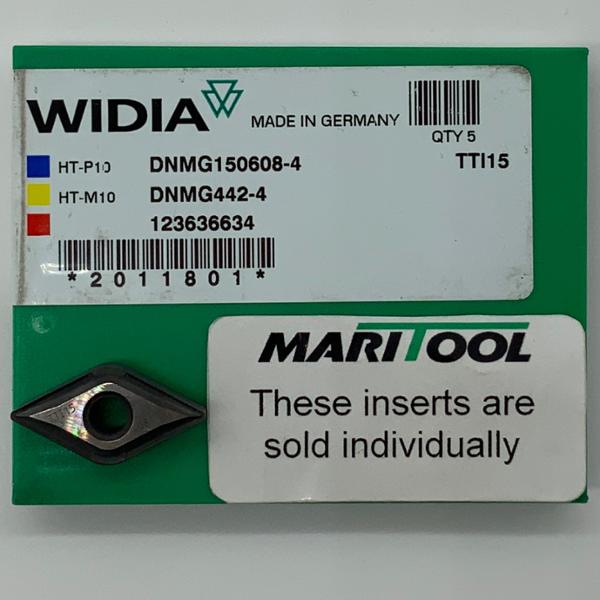 WIDIA
MADE IN GERMANY
QTY 5
HT-P10 DNMG150608-4 TTI15
HT-M10 DNMG442-4
123636634
*2011801*
MARITOOL
These inserts are
sold individually